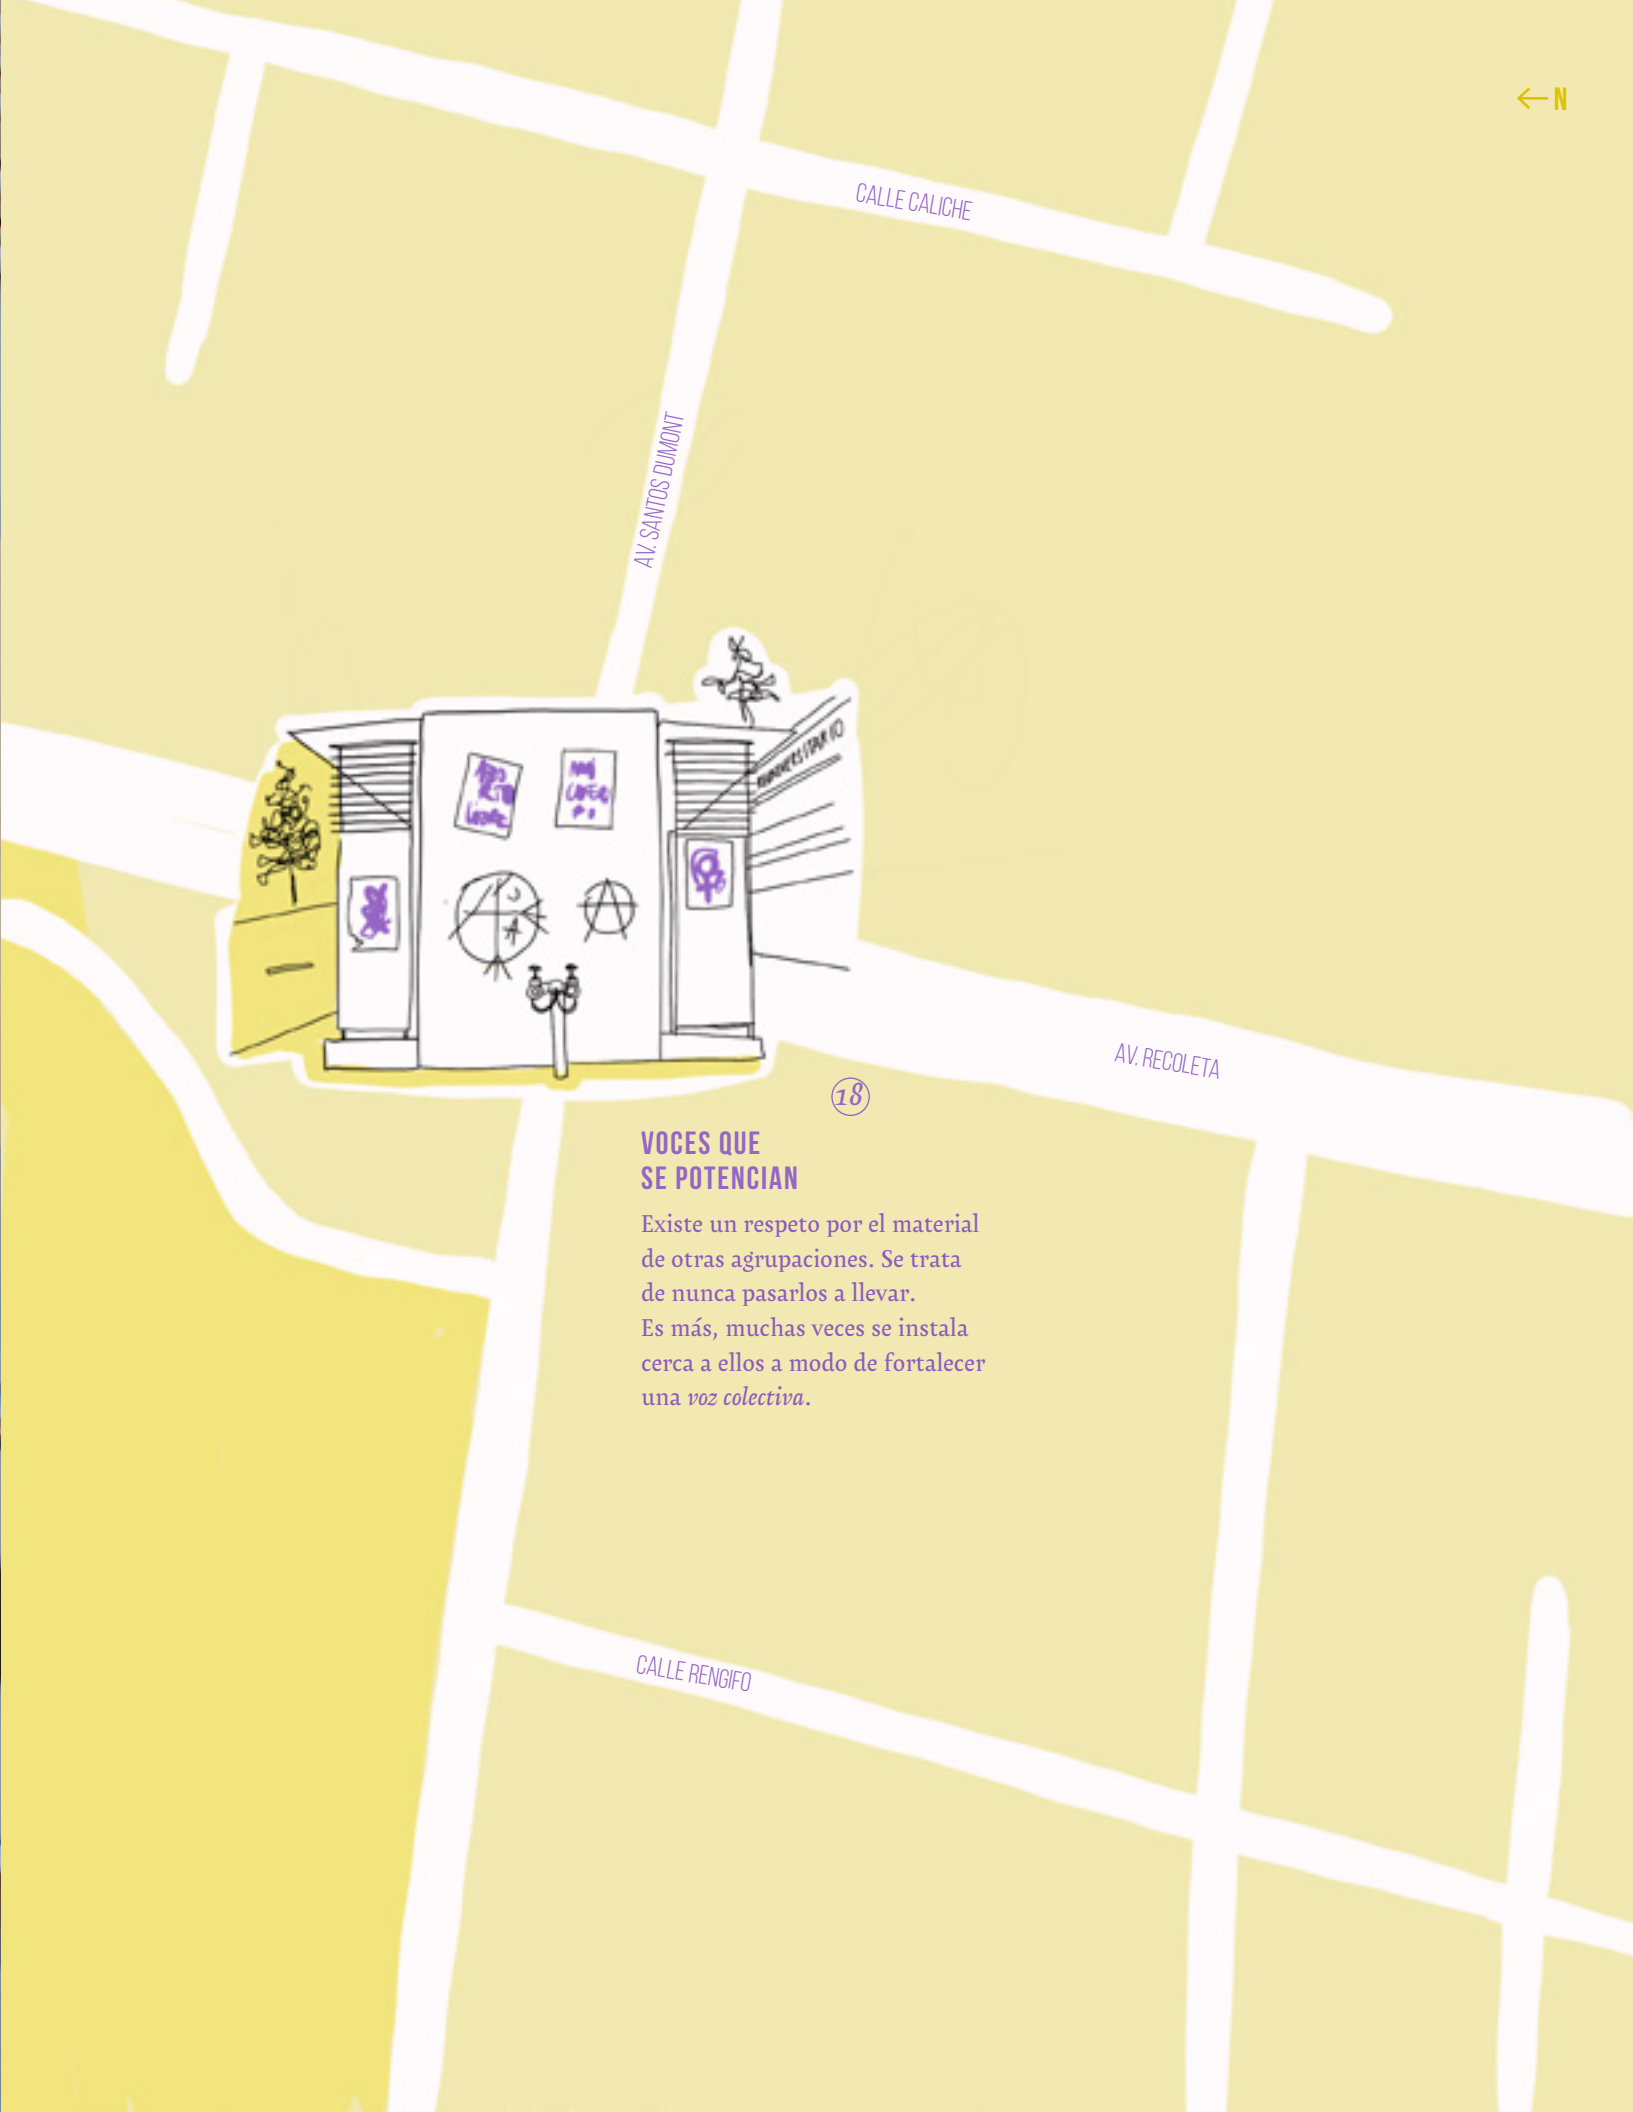 N
CALLE CALICHE
AV. SANTOS DUMONT
A
A
AV. RECOLETA
18
VOCES QUE
SE POTENCIAN
Existe un respeto por el material
de otras agrupaciones. Se trata
de nunca pasarlos a llevar.
Es más, muchas veces se instala
cerca a ellos a modo de fortalecer
una voz colectiva.
CALLE RENGIFO